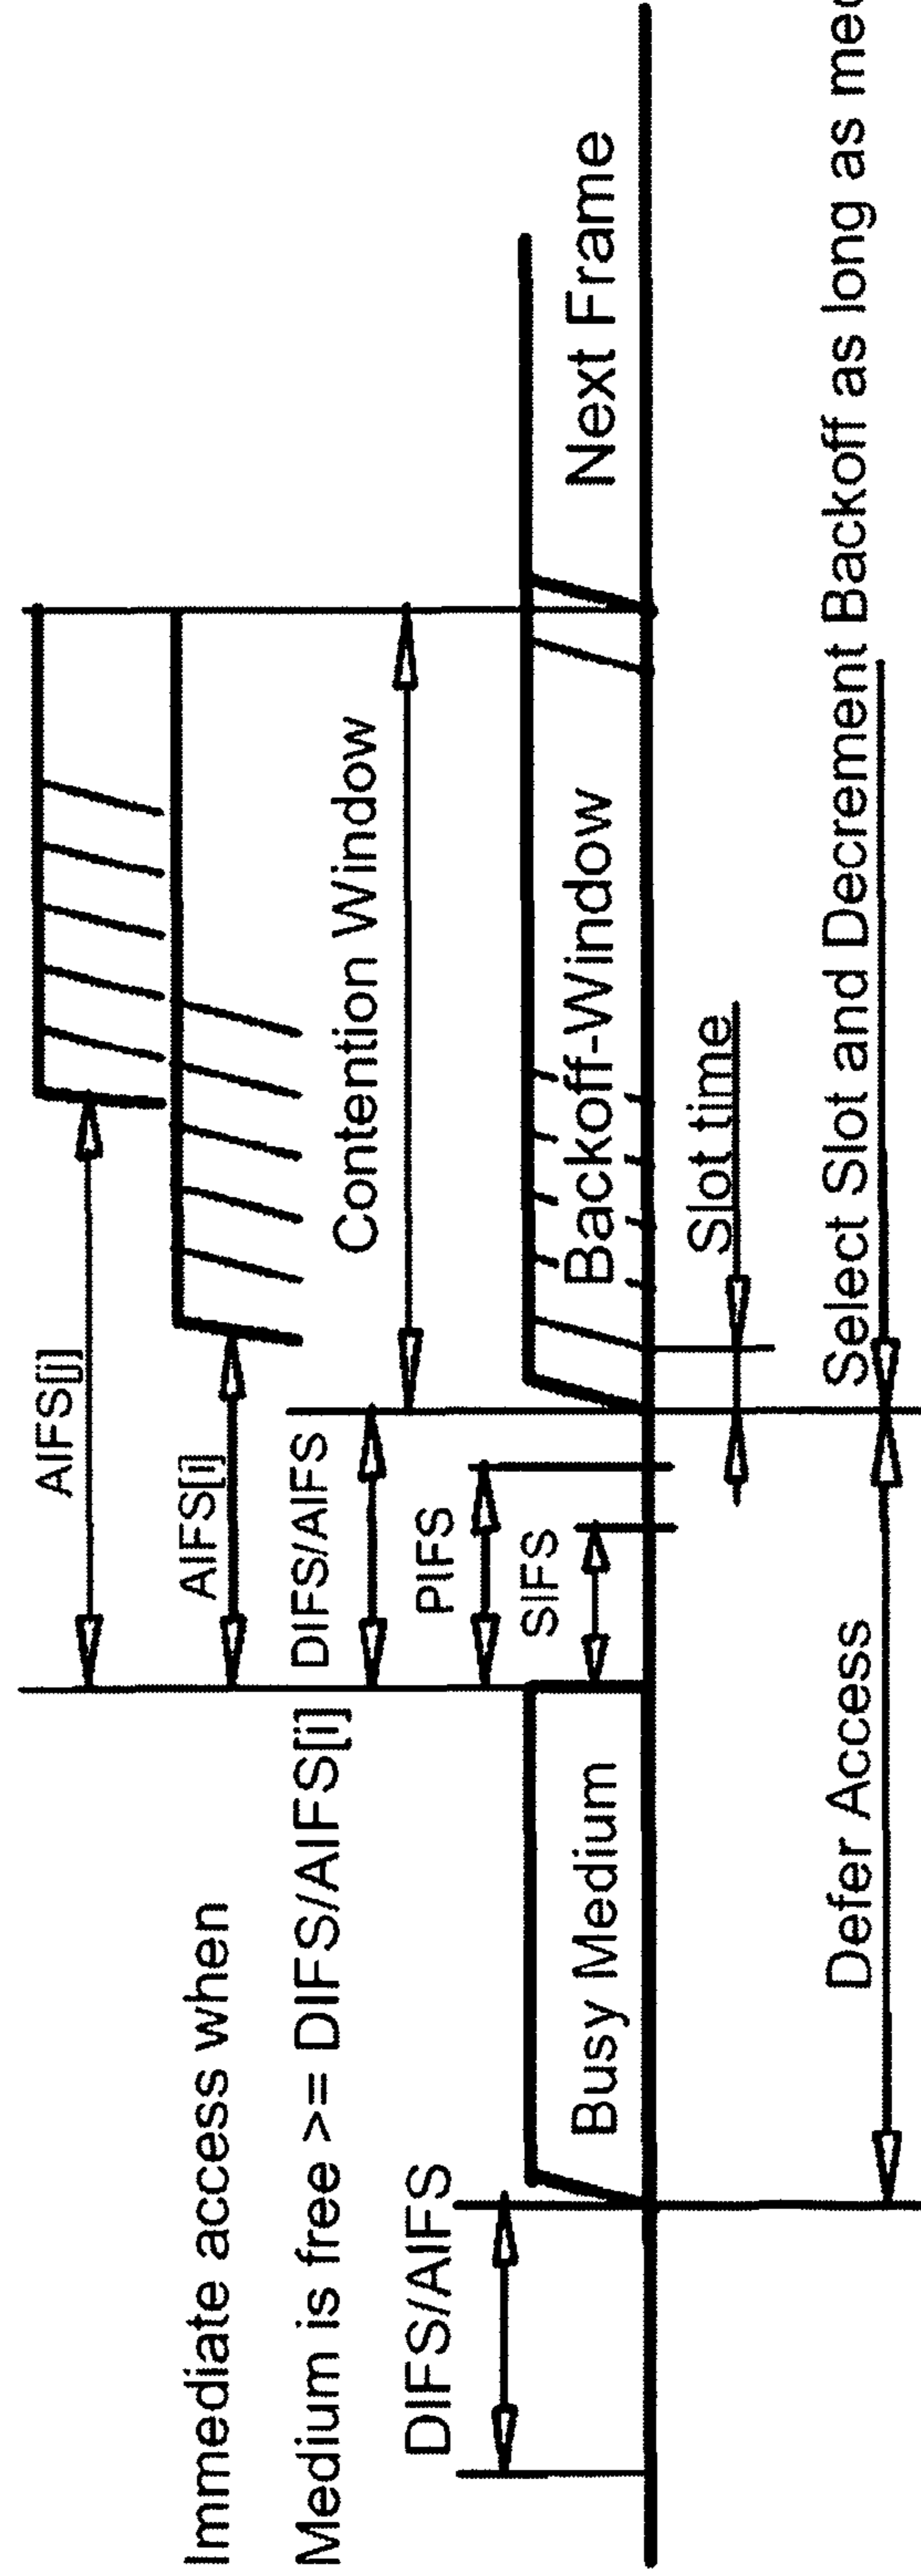 Immediate access when
Medium is free >= DIFS/AIFS[i]
DIFS/AIFS
AIFS[j]
AIFS[i]
DIFS/AIFS
PIFS
SIFS
Contention Window
Busy Medium
Backoff-Window
Next Frame
Slot time
Defer Access
Select Slot and Decrement Backoff as long as